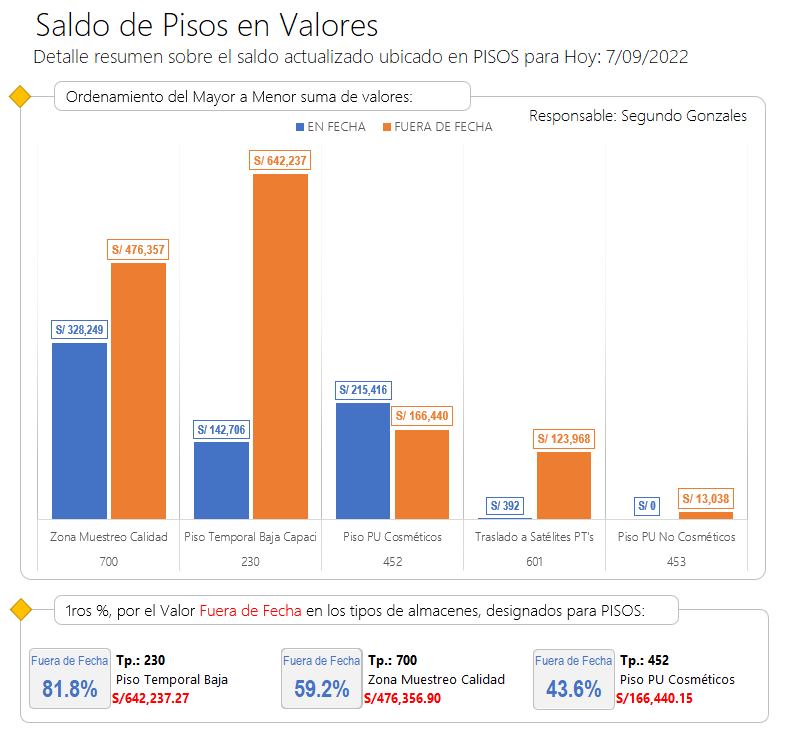 Saldo de Pisos en Valores
Detalle resumen sobre el saldo actualizado ubicado en PISOS para Hoy: 7/09/2022
Ordenamiento del Mayor a Menor suma de valores:
Responsable: Segundo Gonzales
EN FECHA FUERA DE FECHA
S/ 642,237
S/ 476,357
S/ 328,249
S/ 215,416
S/ 166,440
S/ 142,706
S/ 123,968
S/ 392
S/ 0
S/ 13,038
Zona Muestreo Calidad Piso Temporal Baja Capaci Piso PU Cosméticos Traslado a Satélites PT's Piso PU No Cosméticos
700 230 452 601 453
1ros %, por el Valor Fuera de Fecha en los tipos de almacenes, designados para PISOS:
Fuera de Fecha
81.8%
Tp.: 230
Piso Temporal Baja
S/642,237.27
Fuera de Fecha
59.2%
Tp.: 700
Zona Muestreo Calidad
S/476,356.90
Fuera de Fecha
43.6%
Tp.: 452
Piso PU Cosméticos
S/166,440.15